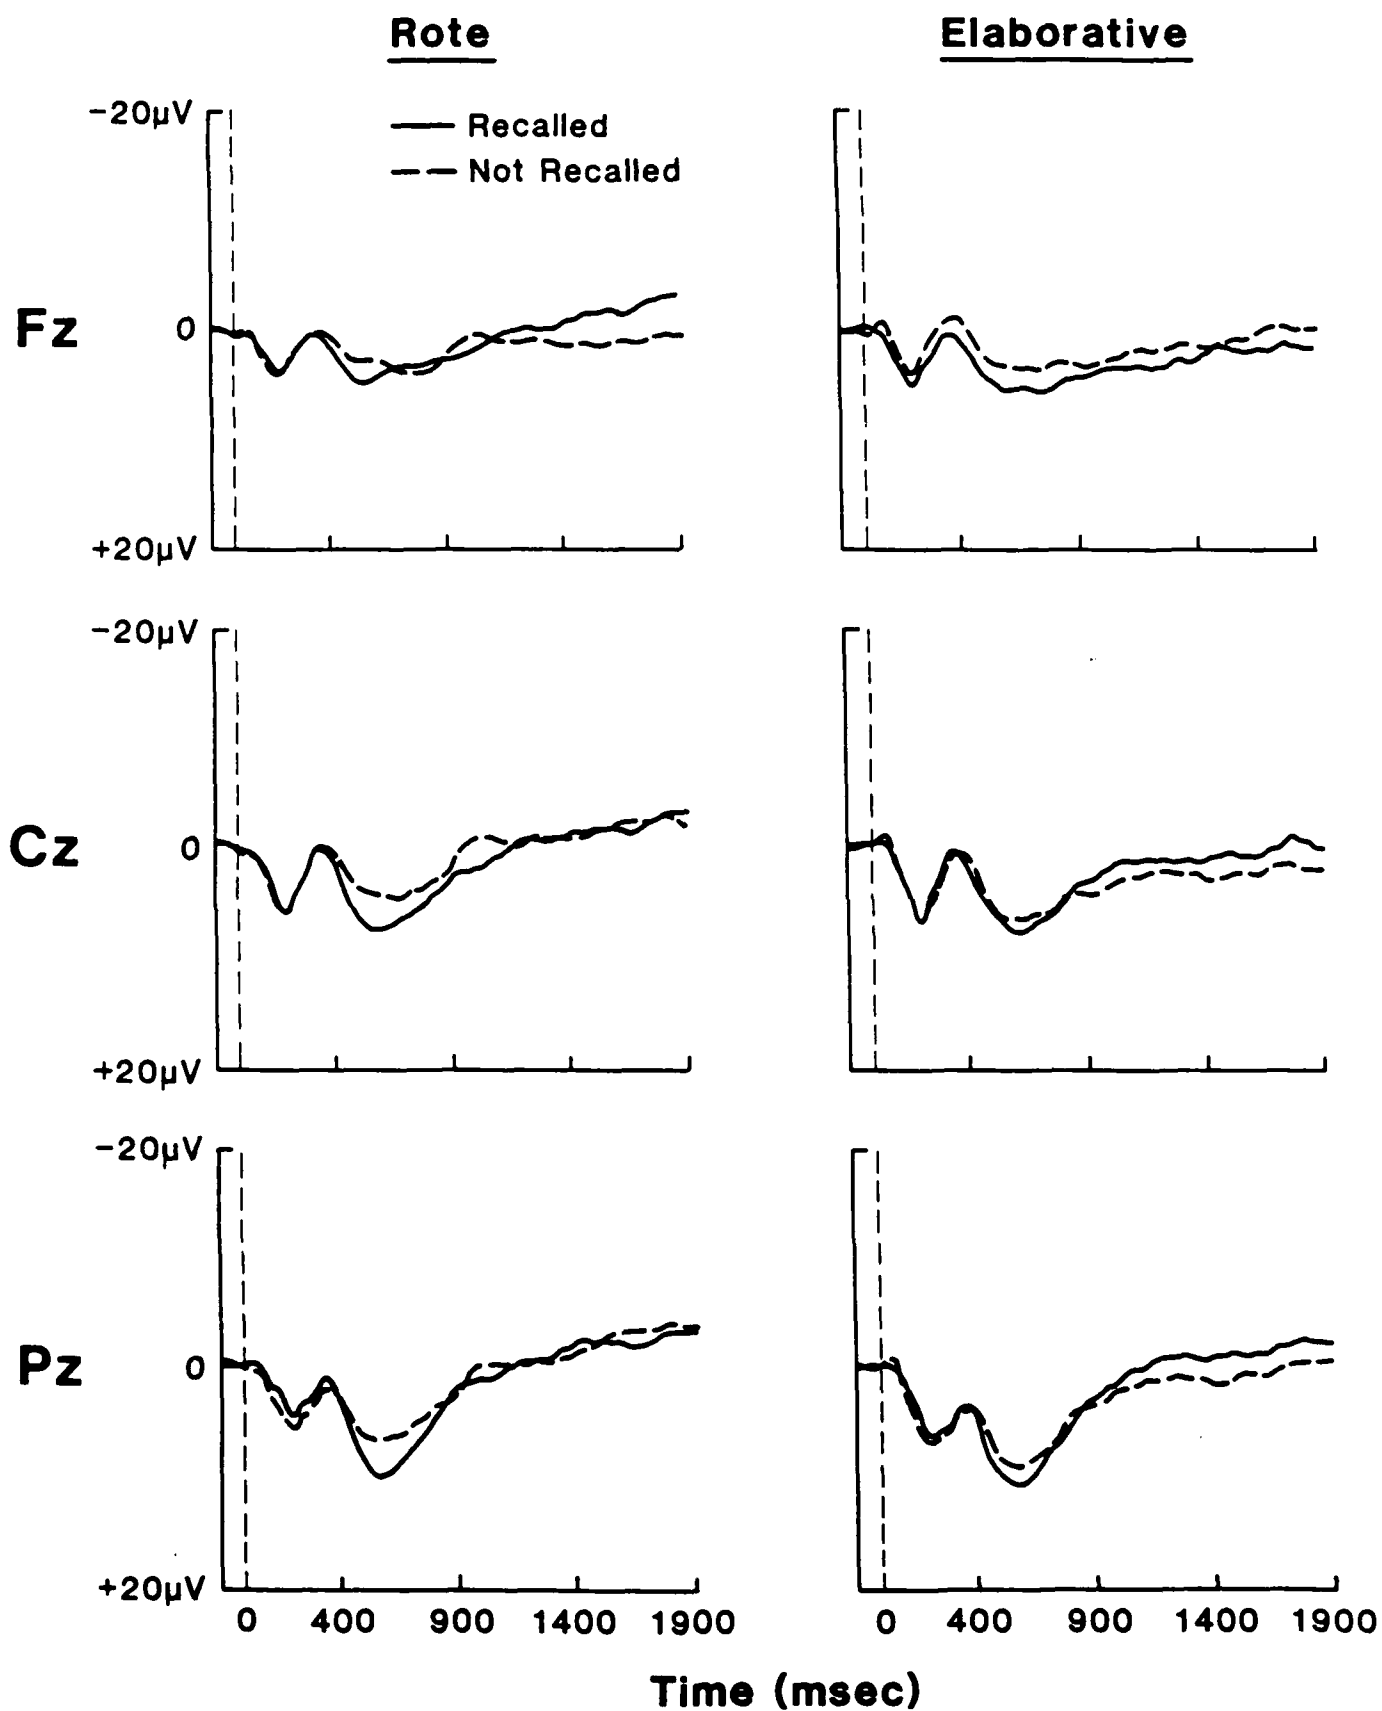 Rote Elaborative
-20µV
Recalled
Not Recalled
Fz 0
+20µV
-20µV
Cz 0
+20µV
-20µV
Pz 0
+20µV
0 400 900 1400 1900 0 400 900 1400 1900
Time (msec)